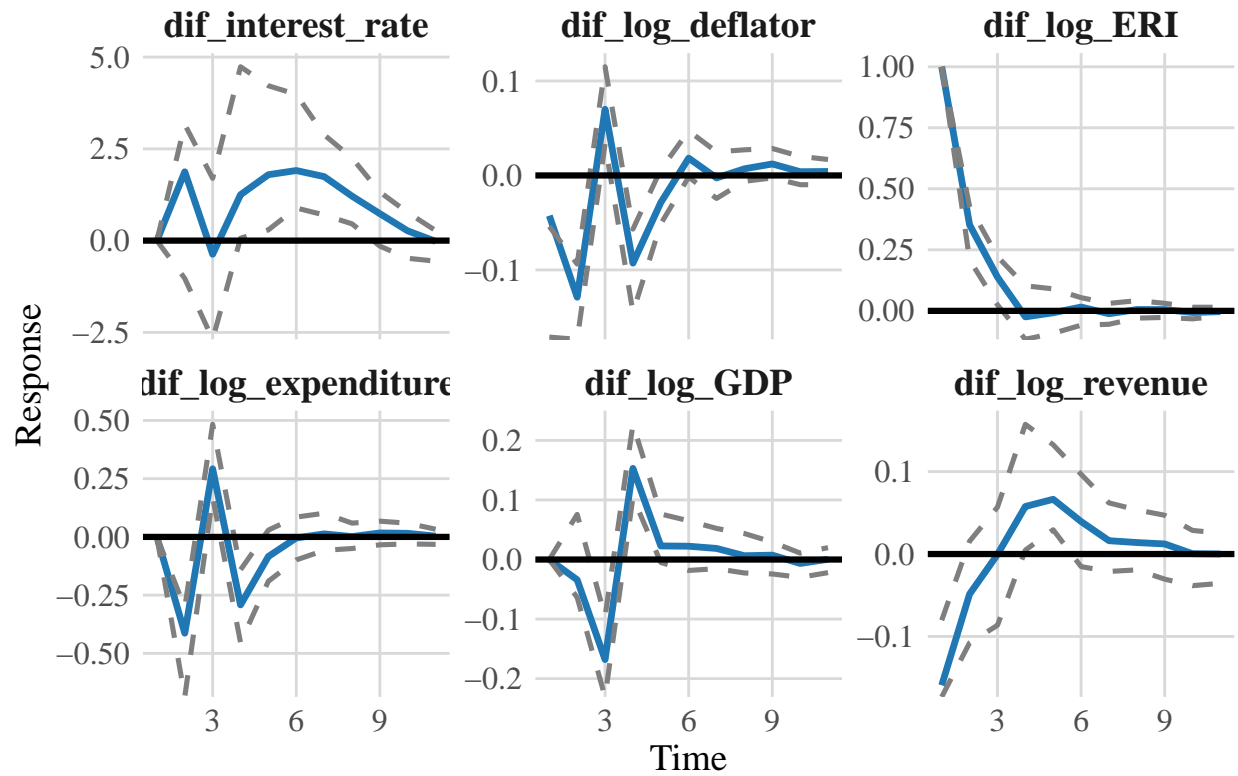 dif_interest_rate
dif_log_deflator
dif_log_ERI
5.0
2.5
0.0
−2.5
0.1
0.0
−0.1
1.00
0.75
0.50
0.25
0.00
Response
dif_log_expenditure
dif_log_GDP
dif_log_revenue
0.50
0.25
0.00
−0.25
−0.50
0.2
0.1
0.0
−0.1
−0.2
0.1
0.0
−0.1
3 6 9
3 6 9
3 6 9
Time